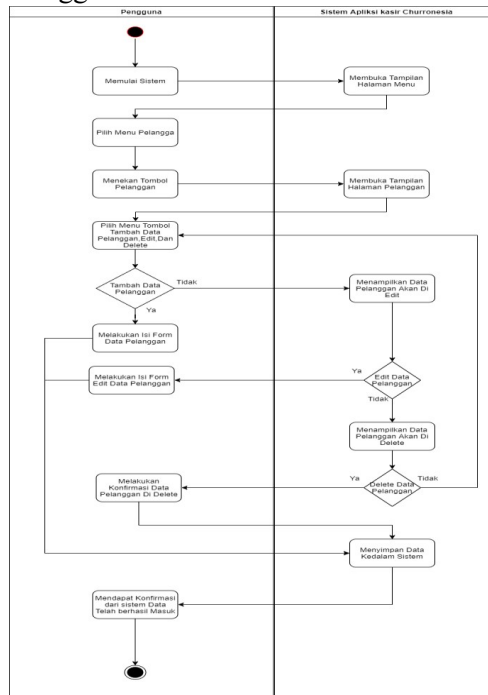 Pengguna
Sistem Apliksi kasir Churronesia
Memulai Sistem
Membuka Tampilan
Halaman Menu
Pilih Menu Pelangga
Menekan Tombol
Pelanggan
Membuka Tampilan
Halaman Pelanggan
Pilih Menu Tombol
Tambah Data
Pelanggan,Edit,Dan
Delete
Tambah Data
Pelanggan
Tidak
Ya
Menampilkan Data
Pelanggan Akan Di
Edit
Melakukan Isi Form
Data Pelanggan
Melakukan Isi Form
Edit Data Pelanggan
Ya
Edit Data
Pelanggan
Tidak
Menampilkan Data
Pelanggan Akan Di
Delete
Melakukan
Konfirmasi Data
Pelanggan Di Delete
Ya
Delete Data
Pelanggan
Tidak
Menyimpan Data
Kedalam Sistem
Mendapat Konfirmasi
dari sistem Data
Telah berhasil Masuk